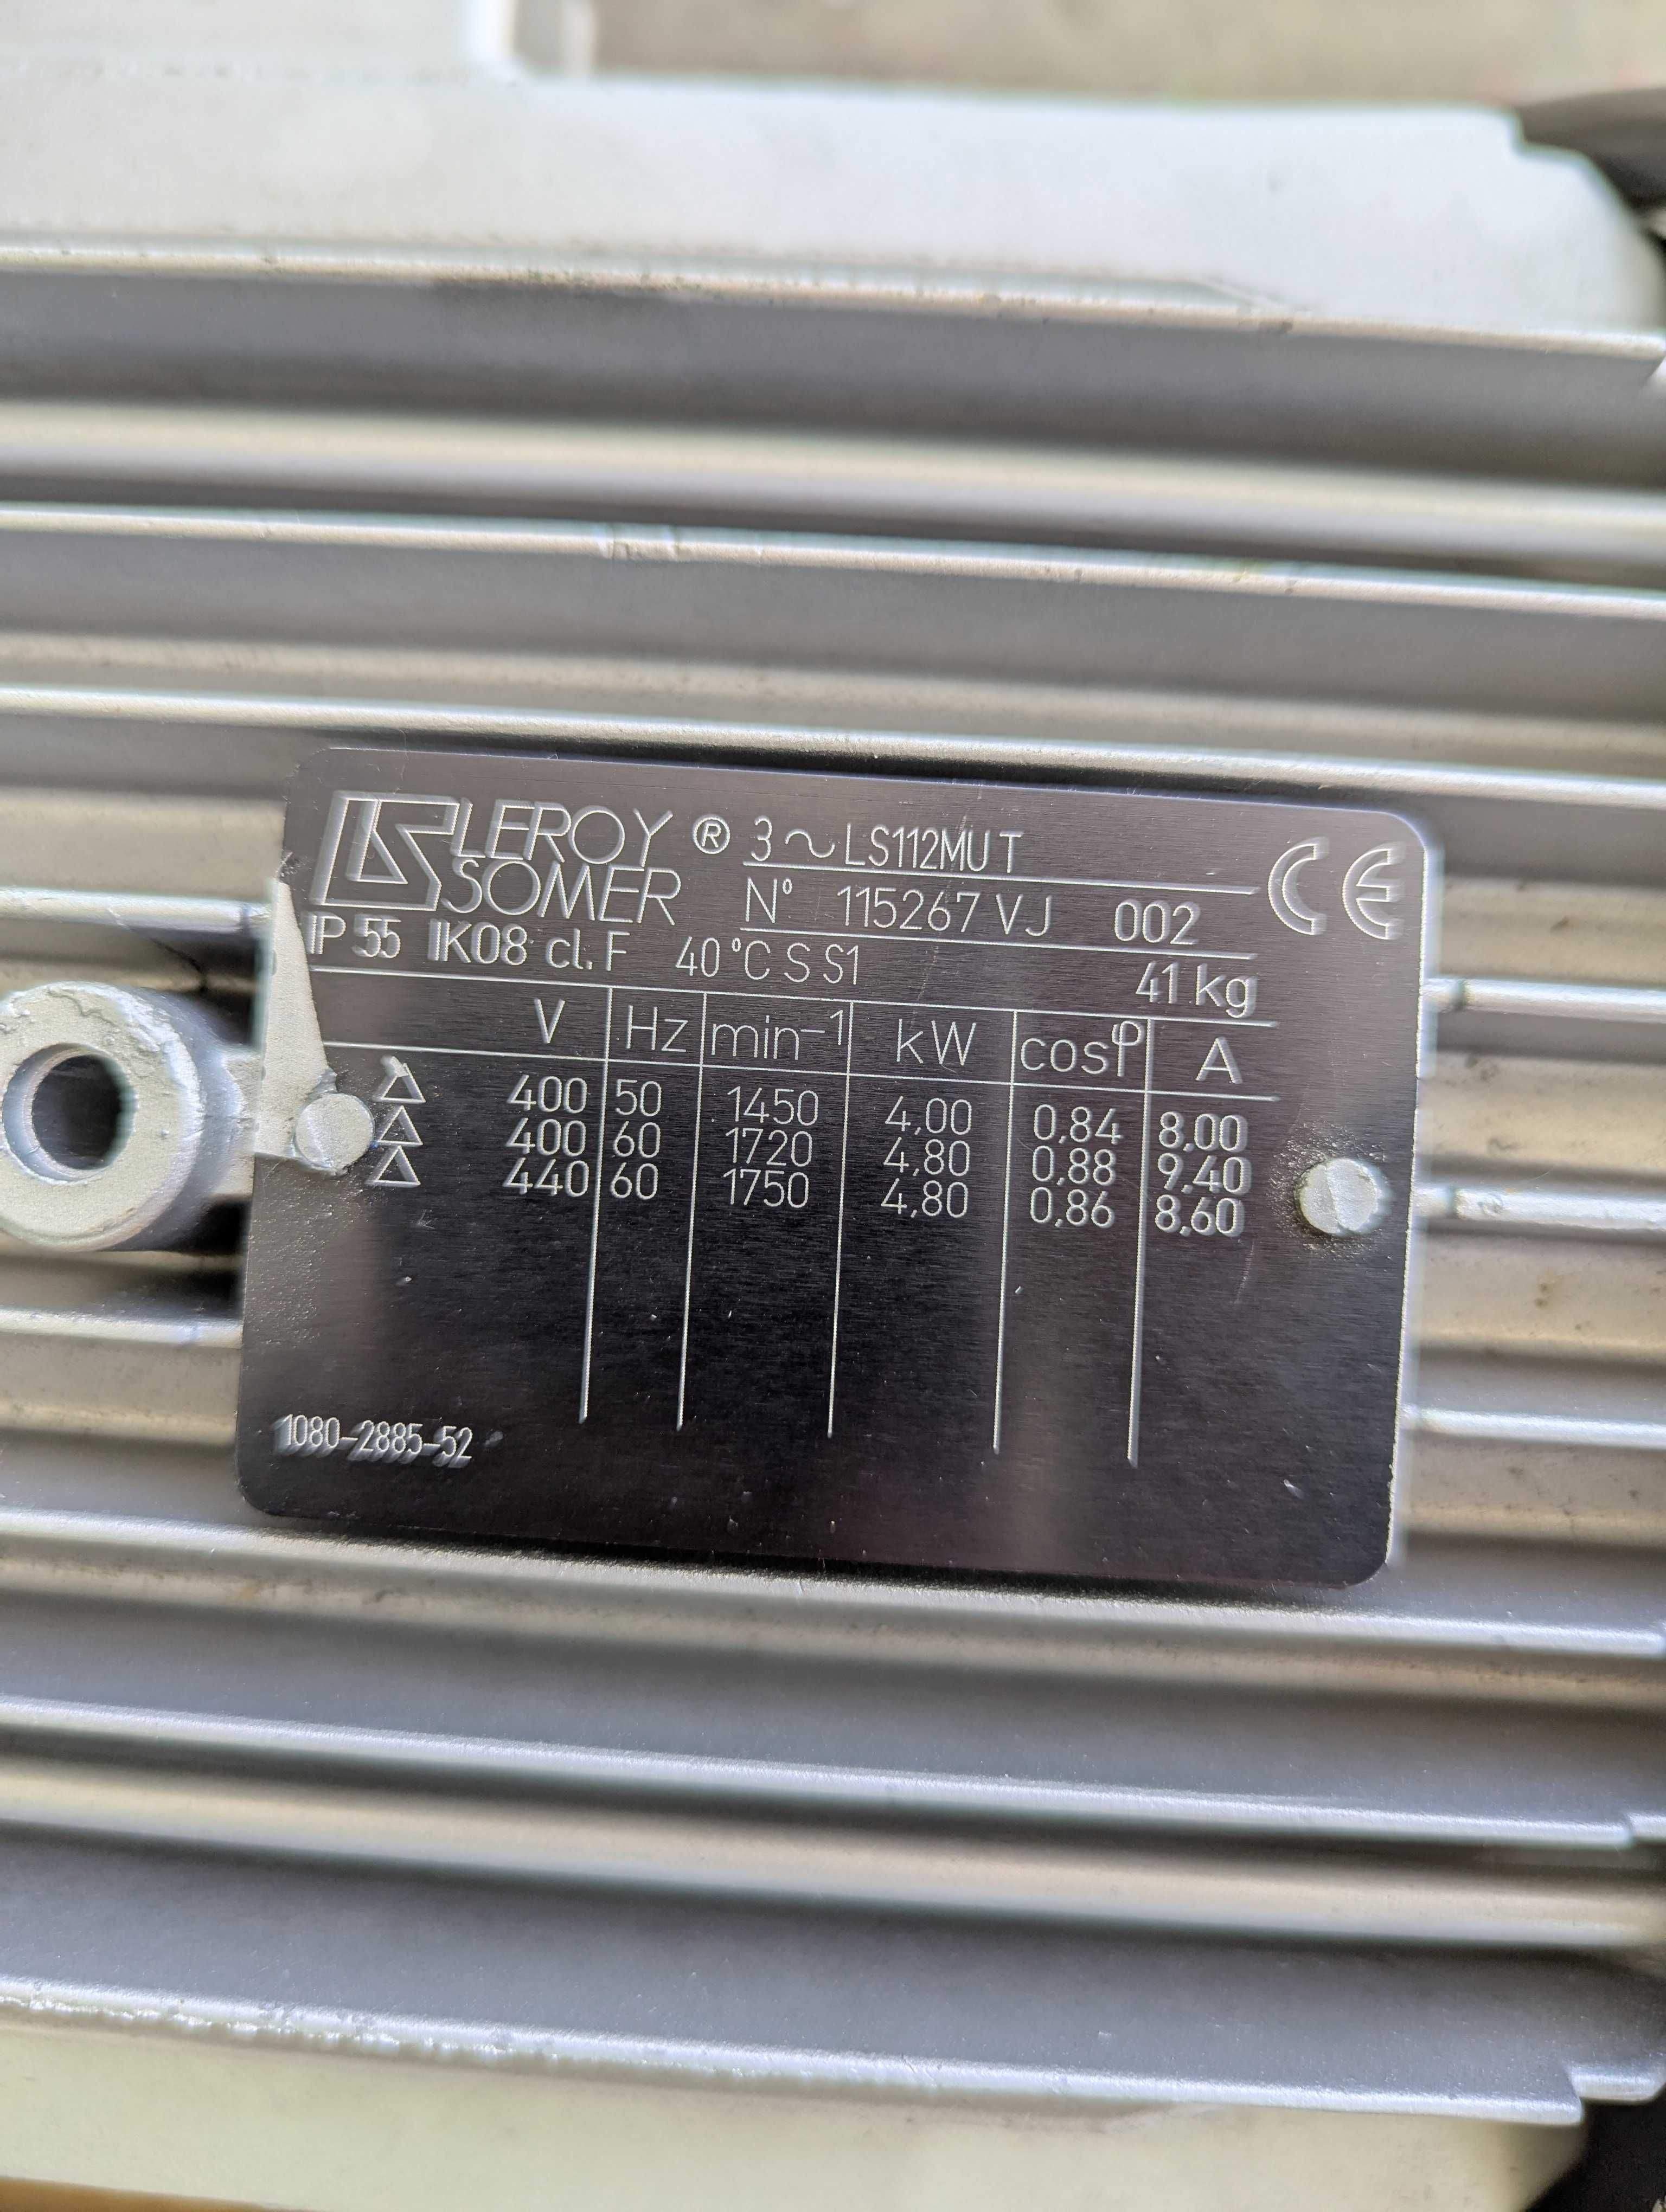 LS LEROY SOMER ® 3~ LS112MU T CE
N° 115267 VJ 002
IP 55 IK08 cl. F 40°C S S1 41 kg
V Hz min-1 kW cosφ A
△ 400 50 1450 4,00 0,84 8,00
△ 400 60 1720 4,80 0,88 9,40
△ 440 60 1750 4,80 0,86 8,60
1080-2885-52